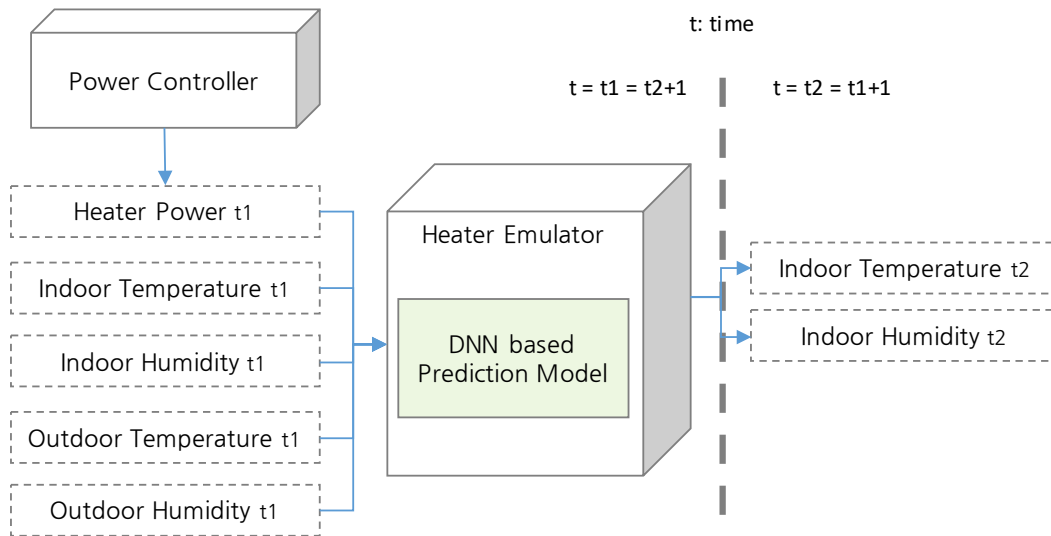 t: time
Power Controller
t = t1 = t2+1
t = t2 = t1+1
Heater Power t1
Indoor Temperature t1
Indoor Humidity t1
Outdoor Temperature t1
Outdoor Humidity t1
Heater Emulator
DNN based
Prediction Model
Indoor Temperature t2
Indoor Humidity t2